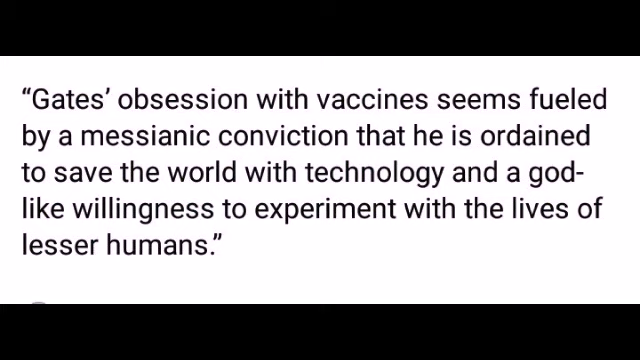 “Gates’ obsession with vaccines seems fueled
by a messianic conviction that he is ordained
to save the world with technology and a god-
like willingness to experiment with the lives of
lesser humans.”